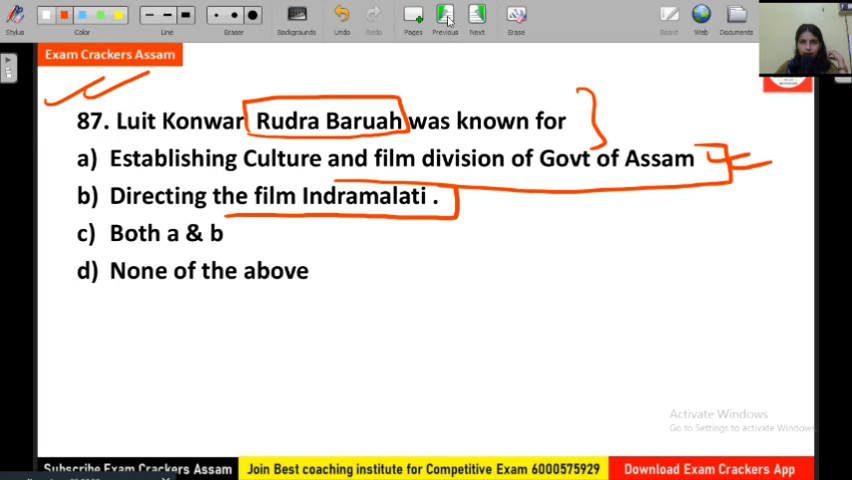 Stylus
Color
Line
Eraser
Backgrounds
Undo
Redo
Pages
Previous
Next
Erase
Board
Web
Documents
Exam Crackers Assam
87. Luit Konwar Rudra Baruah was known for
a) Establishing Culture and film division of Govt of Assam
b) Directing the film Indramalati .
c) Both a & b
d) None of the above
Activate Windows
Go to Settings to activate Windows
Subscribe Exam Crackers Assam
Join Best coaching institute for Competitive Exam 6000575929
Download Exam Crackers App